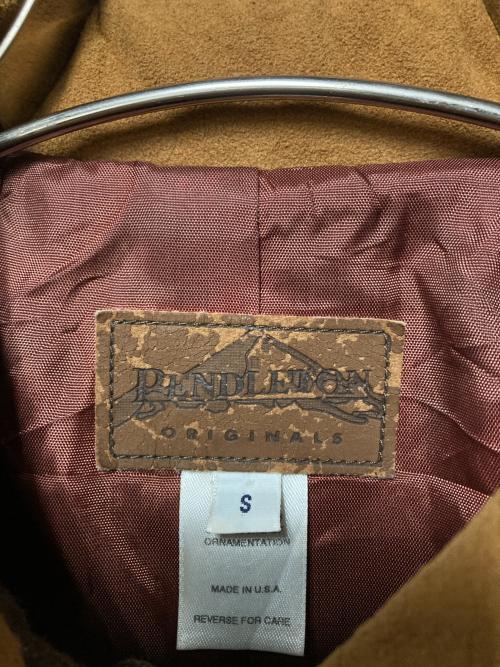 PENDLETON
ORIGINALS
S
ORNAMENTATION
MADE IN U.S.A.
REVERSE FOR CARE